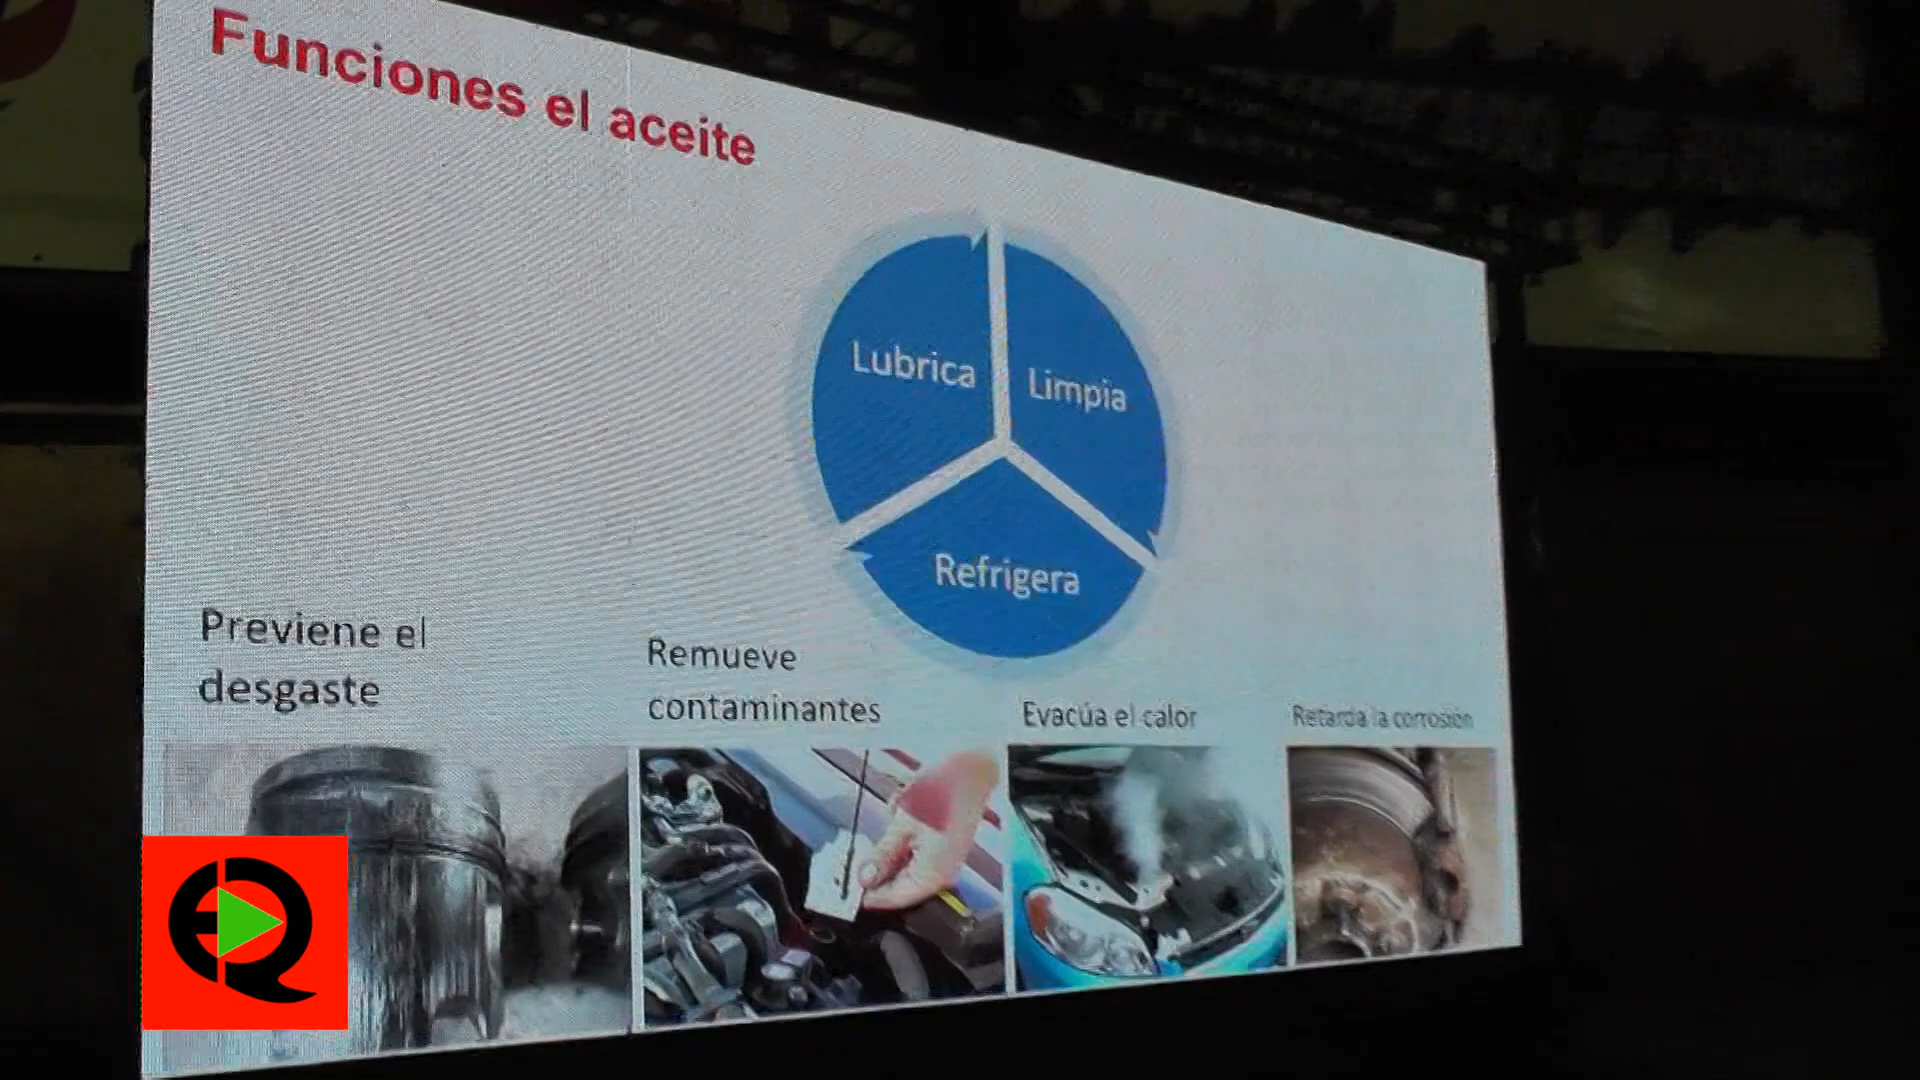 Funciones el aceite
Lubrica
Limpia
Refrigera
Previene el
desgaste
Remueve
contaminantes
Evacúa el calor
Retarda la corrosión